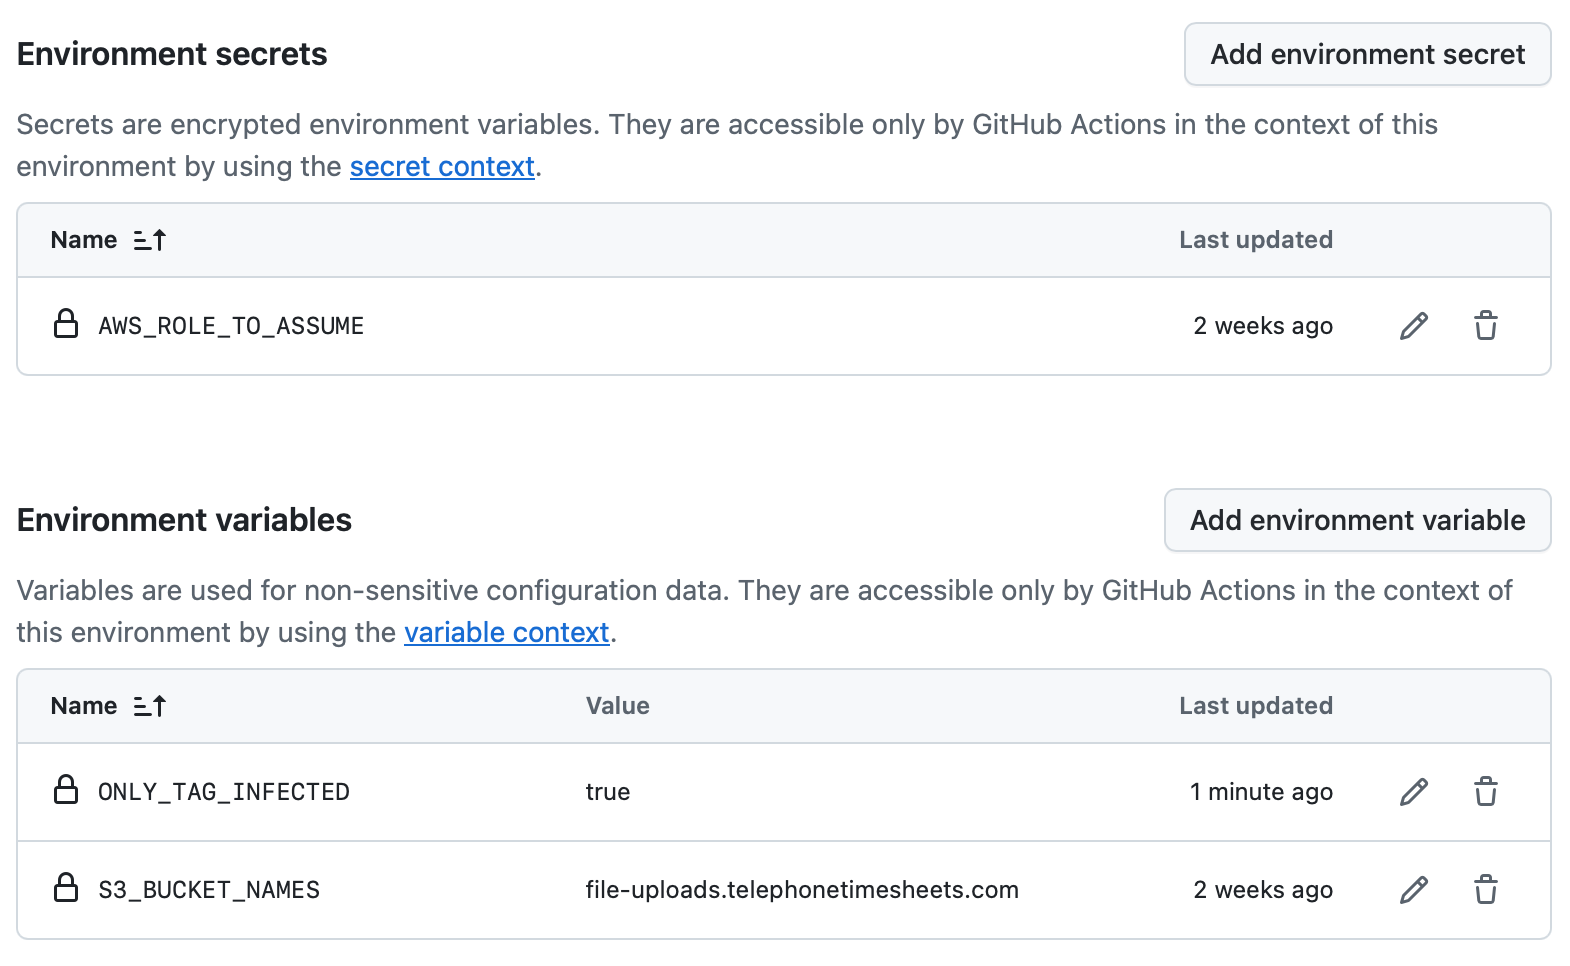 Environment secrets
Add environment secret
Secrets are encrypted environment variables. They are accessible only by GitHub Actions in the context of this
environment by using the secret context.
Name Last updated
AWS_ROLE_TO_ASSUME 2 weeks ago
Environment variables
Add environment variable
Variables are used for non-sensitive configuration data. They are accessible only by GitHub Actions in the context of
this environment by using the variable context.
Name Value Last updated
ONLY_TAG_INFECTED true 1 minute ago
S3_BUCKET_NAMES file-uploads.telephonetimesheets.com 2 weeks ago